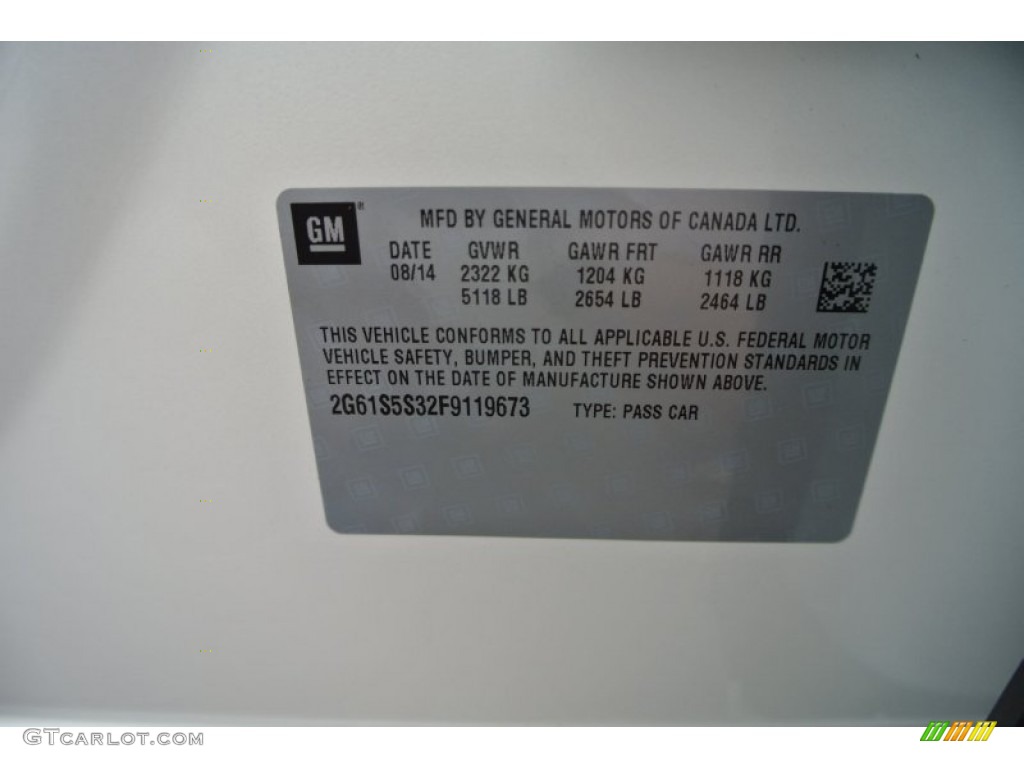 GM ®
MFD BY GENERAL MOTORS OF CANADA LTD.
DATE GVWR GAWR FRT GAWR RR
08/14 2322 KG 1204 KG 1118 KG
5118 LB 2654 LB 2464 LB
THIS VEHICLE CONFORMS TO ALL APPLICABLE U.S. FEDERAL MOTOR
VEHICLE SAFETY, BUMPER, AND THEFT PREVENTION STANDARDS IN
EFFECT ON THE DATE OF MANUFACTURE SHOWN ABOVE.
2G61S5S32F9119673 TYPE: PASS CAR
GTCarlot.com